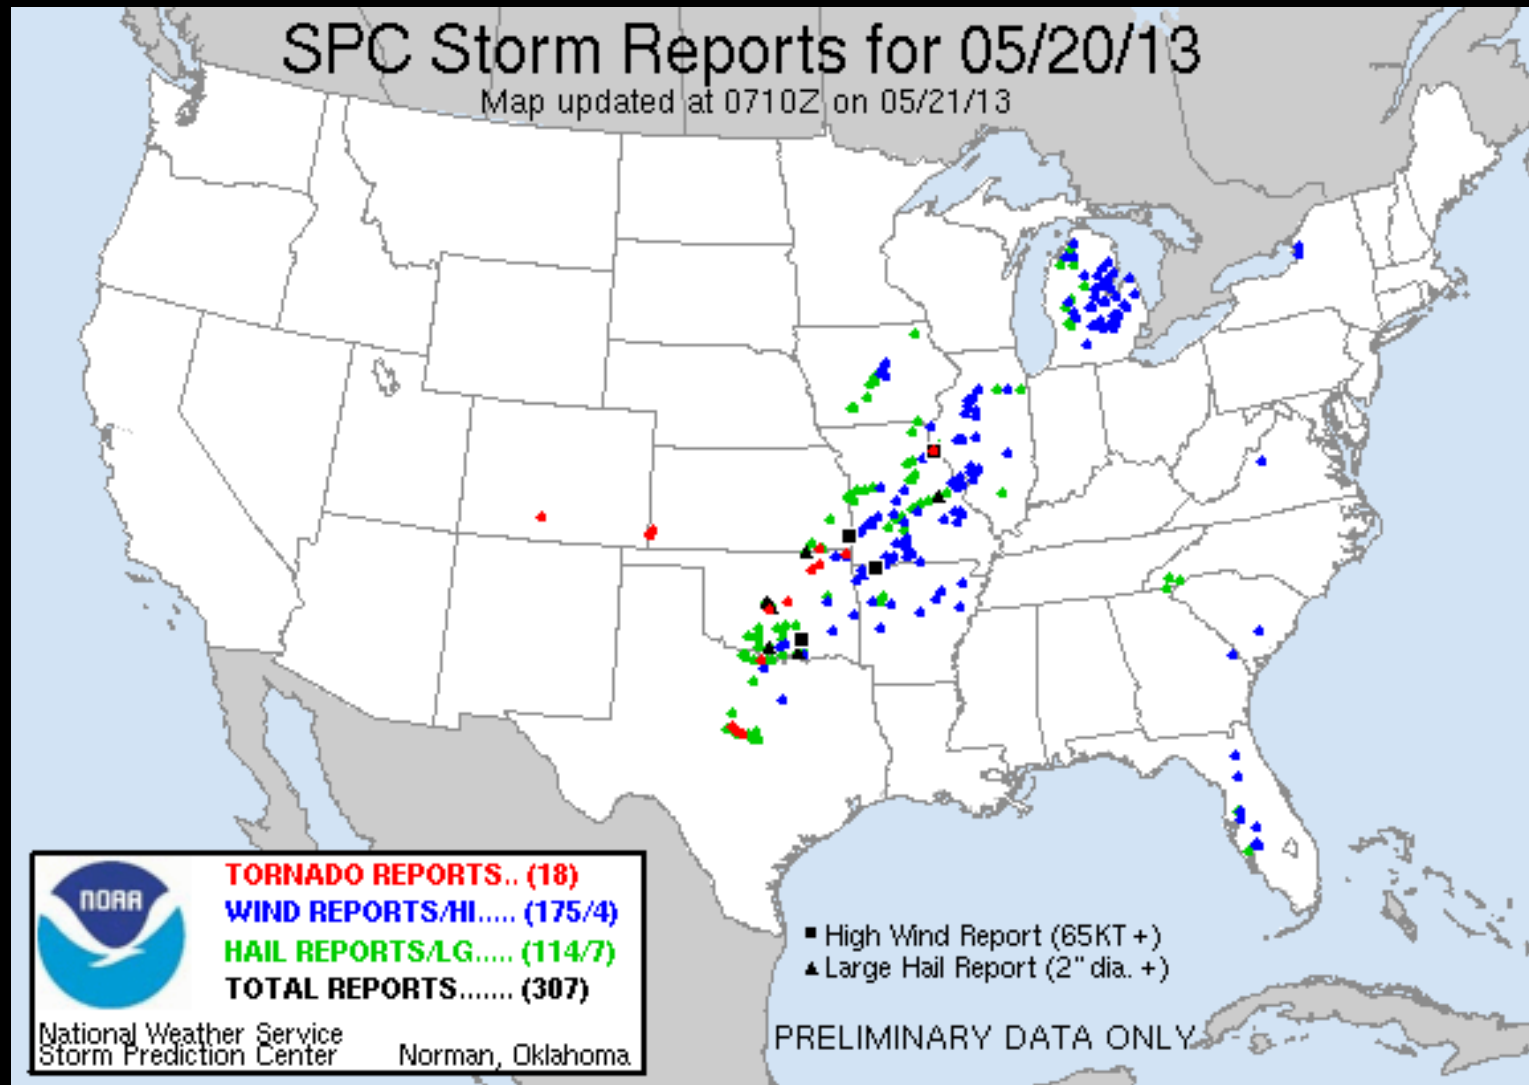 SPC Storm Reports for 05/20/13
Map updated at 0710Z on 05/21/13
NOAA
TORNADO REPORTS.. (18)
WIND REPORTS/HI..... (175/4)
HAIL REPORTS/LG..... (114/7)
TOTAL REPORTS....... (307)
National Weather Service
Storm Prediction Center Norman, Oklahoma
High Wind Report (65KT +)
Large Hail Report (2" dia. +)
PRELIMINARY DATA ONLY